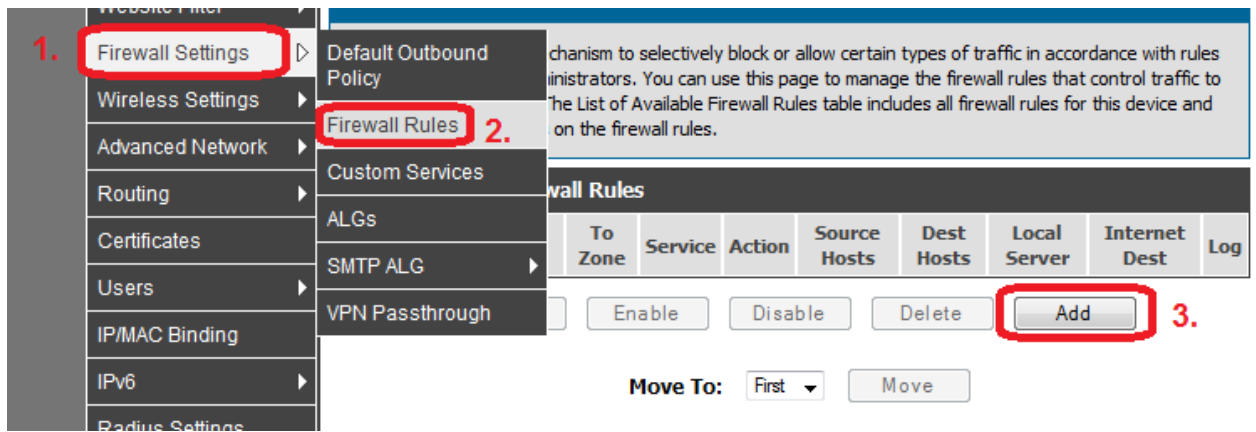 Website Filter
1.
Firewall Settings
Wireless Settings
Advanced Network
Routing
Certificates
Users
IP/MAC Binding
IPv6
Radius Settings
Default Outbound
Policy
Firewall Rules
2.
Custom Services
ALGs
SMTP ALG
VPN Passthrough
chanism to selectively block or allow certain types of traffic in accordance with rules
inistrators. You can use this page to manage the firewall rules that control traffic to
The List of Available Firewall Rules table includes all firewall rules for this device and
on the firewall rules.
wall Rules
To
Zone
Service
Action
Source
Hosts
Dest
Hosts
Local
Server
Internet
Dest
Log
Enable
Disable
Delete
Add
3.
Move To:
First
Move